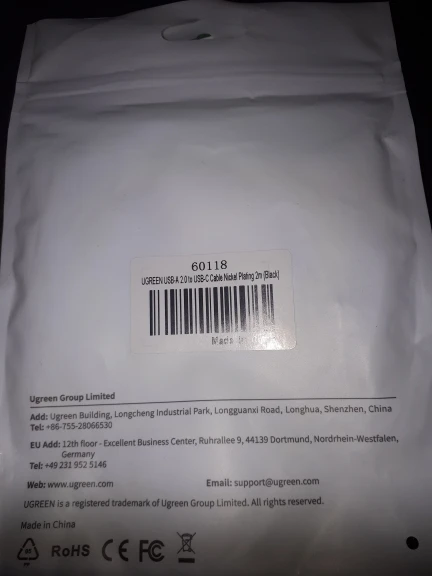 60118
UGREEN USB-A 2.0 to USB-C Cable Nickel Plating 2m (Black)
Ugreen Group Limited
Add: Ugreen Building, Longcheng Industrial Park, Longguanxi Road, Longhua, Shenzhen, China
Tel: +86-755-28066530
EU Add: 12th floor - Excellent Business Center, Ruhrallee 9, 44139 Dortmund, Nordrhein-Westfalen,
Germany
Tel: +49 231 952 5146
Web: www.ugreen.com Email: support@ugreen.com
UGREEN is a registered trademark of Ugreen Group Limited. All rights reserved.
Made in China
RoHS CE FC